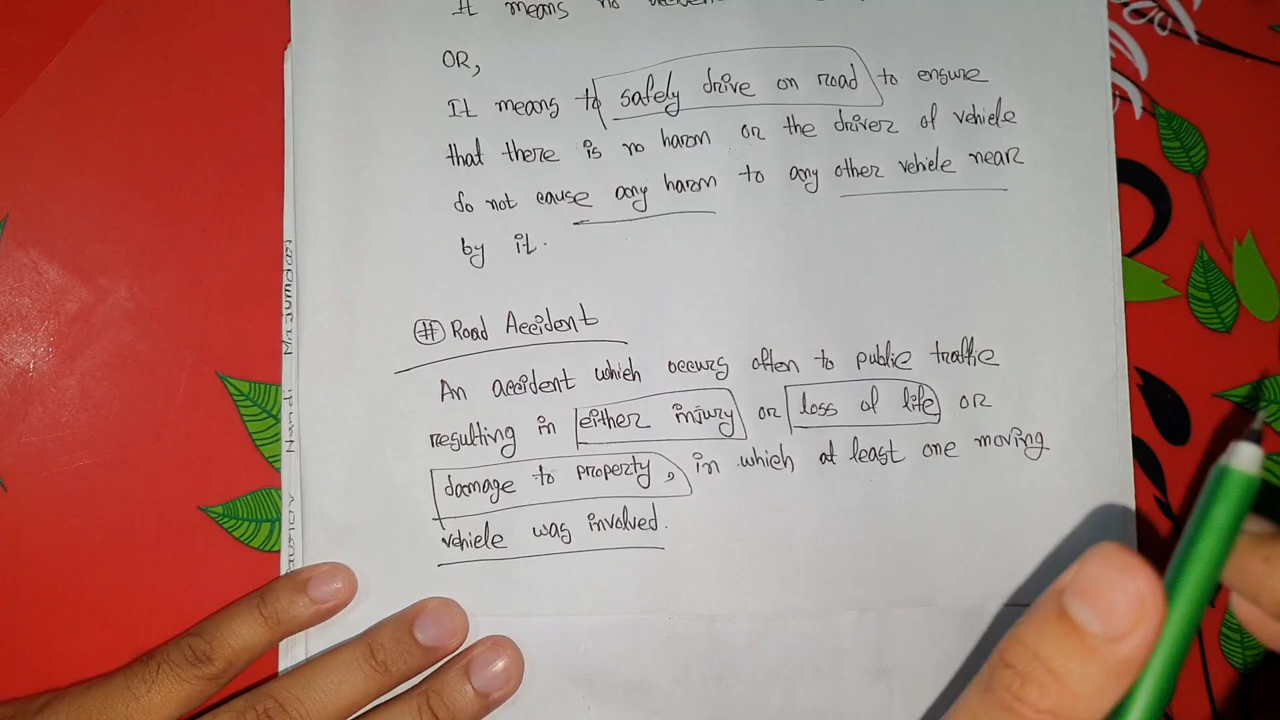 It means no
OR,
It means to safely drive on road to ensure
that there is no harm or the driver of vehicle
do not cause any harm to any other vehicle near
by it.
# Road Accident
An accident which occurs often to public traffic
resulting in either injury or loss of life or
damage to property, in which at least one moving
vehicle was involved.